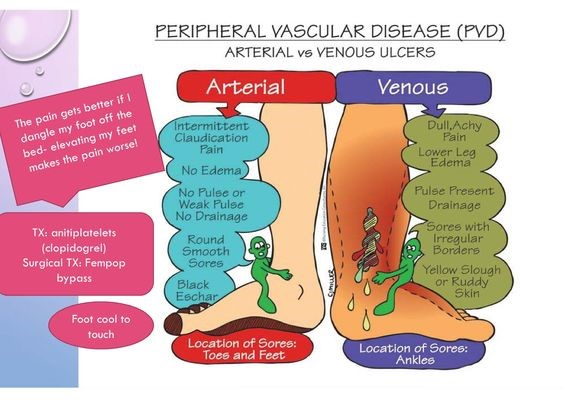 PERIPHERAL VASCULAR DISEASE (PVD)
ARTERIAL vs VENOUS ULCERS
The pain gets better if I
dangle my foot off the
bed- elevating my feet
makes the pain worse!
TX: anitiplatelets
(clopidogrel)
Surgical TX: Fempop
bypass
Foot cool to
touch
Arterial
Intermittent
Claudication
Pain
No Edema
No Pulse or
Weak Pulse
No Drainage
Round
Smooth
Sores
Black
Eschar
Location of Sores:
Toes and Feet
Venous
Dull,Achy
Pain
Lower Leg
Edema
Pulse Present
Drainage
Sores with
Irregular
Borders
Yellow Slough
or Ruddy
Skin
Location of Sores:
Ankles
C.MILLER